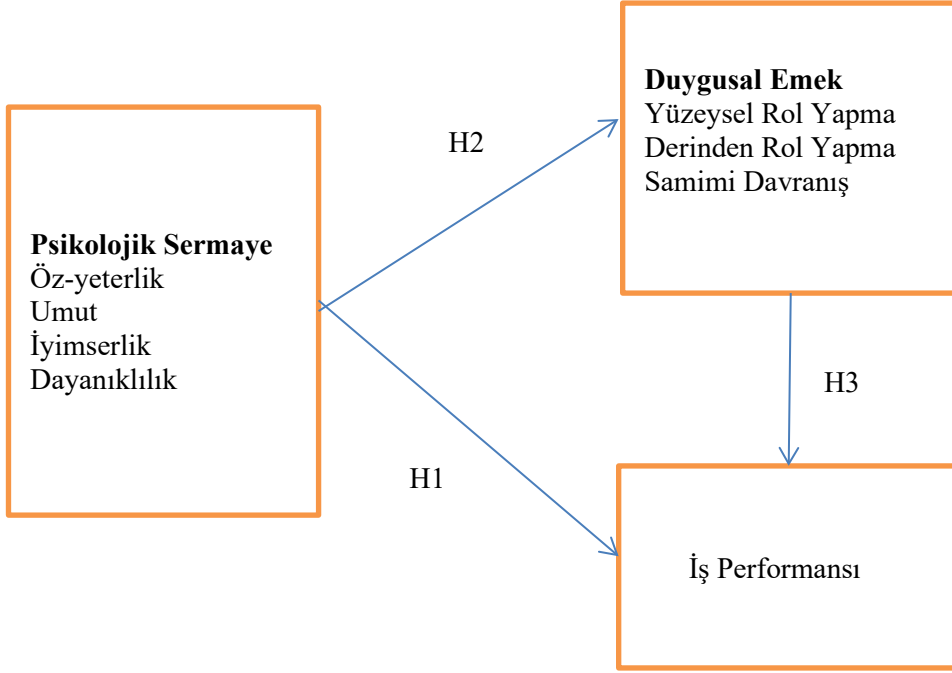 Duygusal Emek
Yüzeysel Rol Yapma
Derinden Rol Yapma
Samimi Davranış
H2
Psikolojik Sermaye
Öz-yeterlik
Umut
İyimserlik
Dayanıklılık
H3
H1
İş Performansı